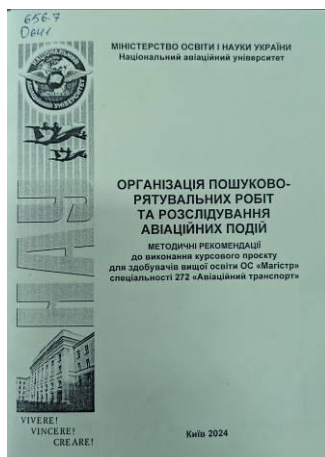 656.7
О641
МІНІСТЕРСТВО ОСВІТИ І НАУКИ УКРАЇНИ
Національний авіаційний університет
НАУ
ОРГАНІЗАЦІЯ ПОШУКОВО-
РЯТУВАЛЬНИХ РОБІТ
ТА РОЗСЛІДУВАННЯ
АВІАЦІЙНИХ ПОДІЙ
МЕТОДИЧНІ РЕКОМЕНДАЦІЇ
до виконання курсового проєкту
для здобувачів вищої освіти ОС «Магістр»
спеціальності 272 «Авіаційний транспорт»
VIVERE!
VINCERE!
CREARE!
Київ 2024